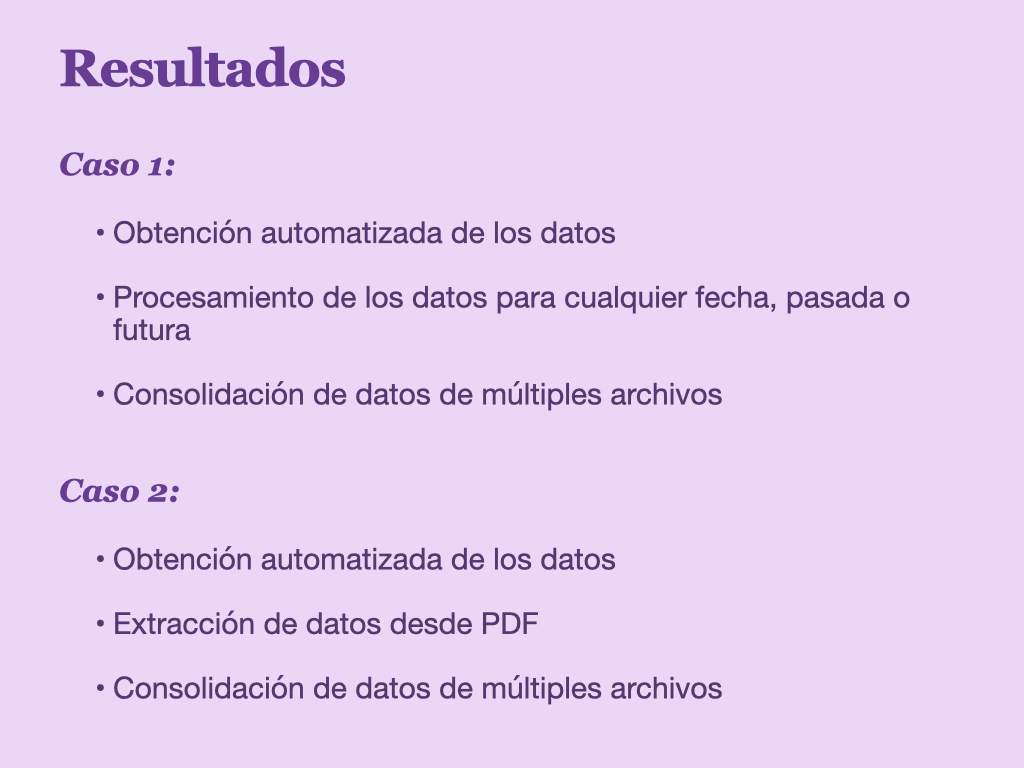 Resultados
Caso 1:
• Obtención automatizada de los datos
• Procesamiento de los datos para cualquier fecha, pasada o
futura
• Consolidación de datos de múltiples archivos
Caso 2:
• Obtención automatizada de los datos
• Extracción de datos desde PDF
• Consolidación de datos de múltiples archivos